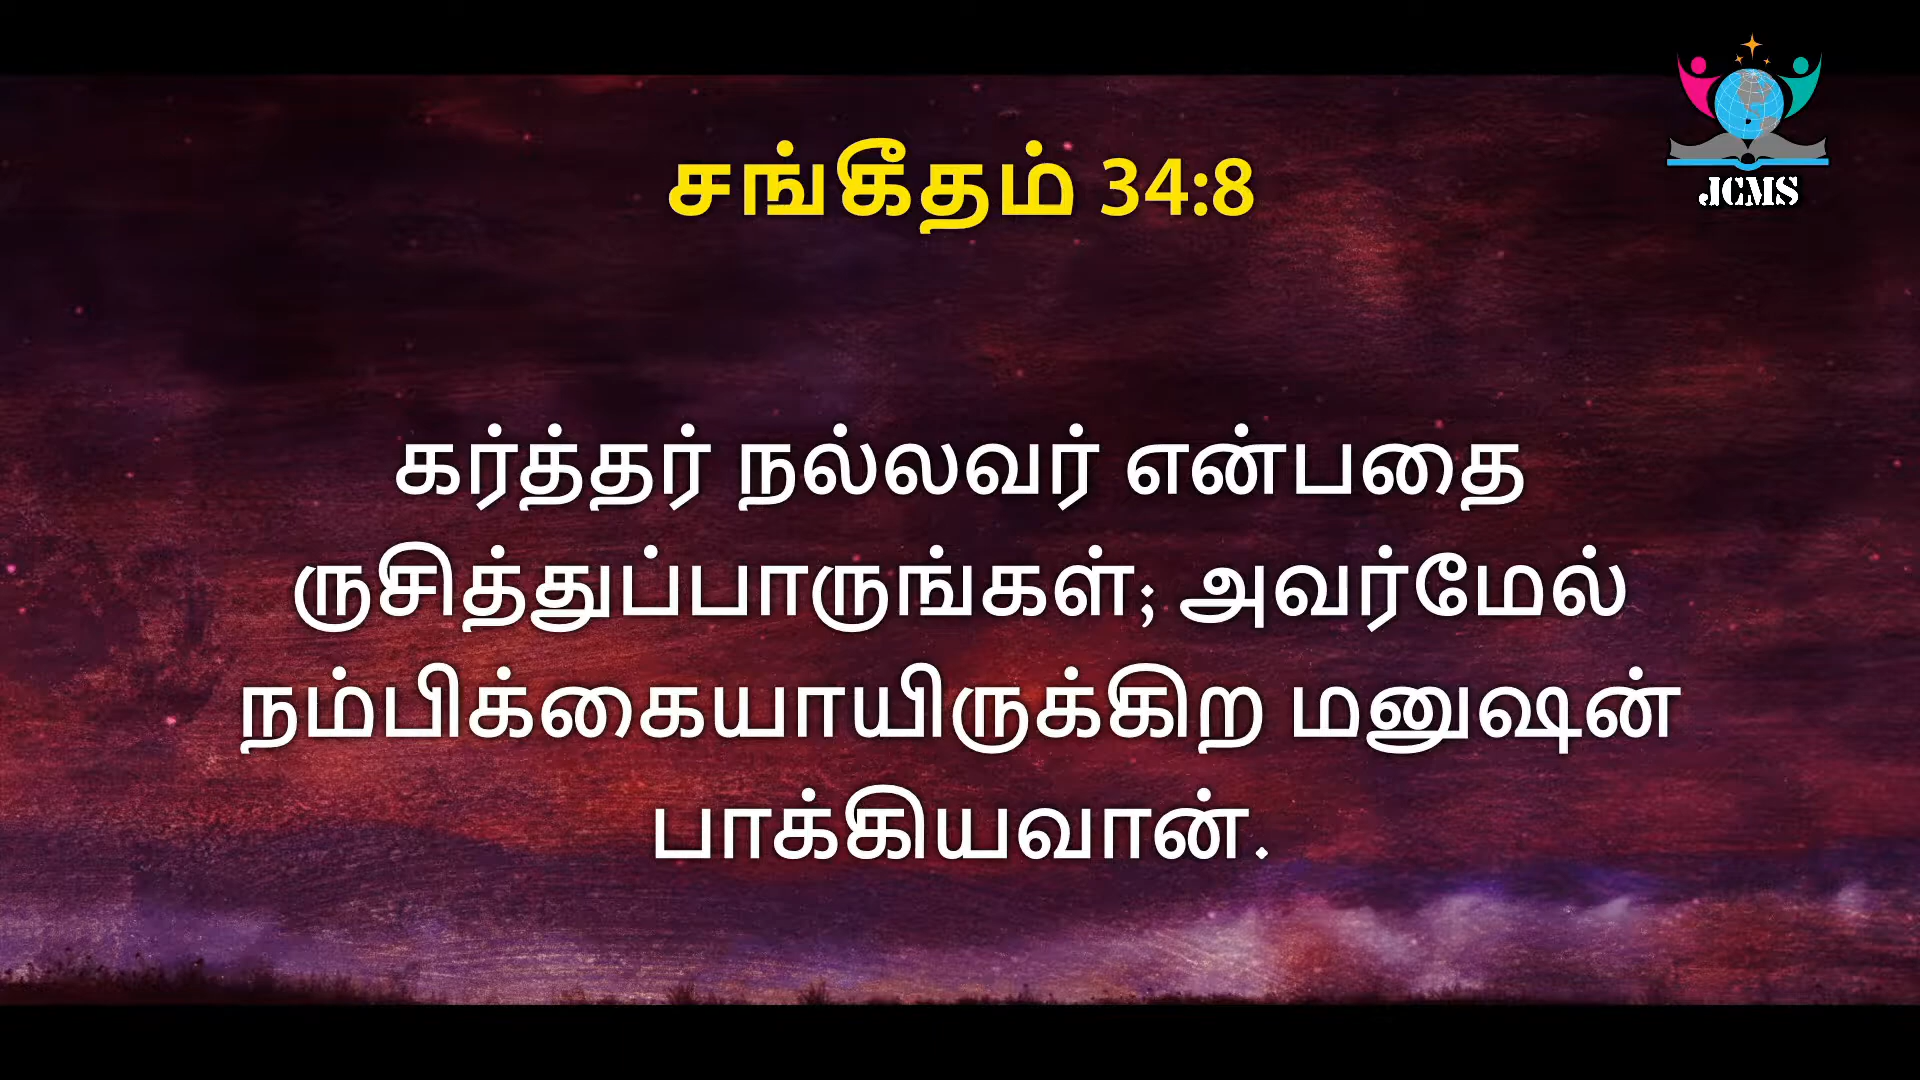 சங்கீதம் 34:8
JCMS
கர்த்தர் நல்லவர் என்பதை
ருசித்துப்பாருங்கள்; அவர்மேல்
நம்பிக்கையாயிருக்கிற மனுஷன்
பாக்கியவான்.